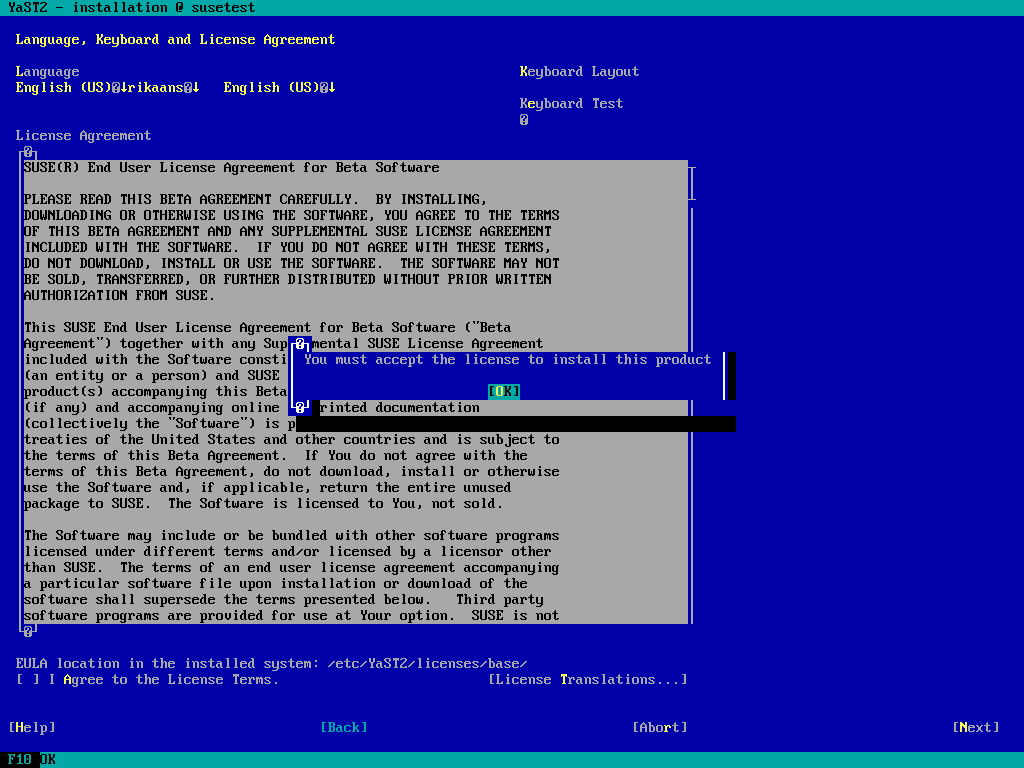 YaST2 - installation @ susetest
Language, Keyboard and License Agreement
Language
Keyboard Layout
English (US)↓rikaans↓ English (US)↓
Keyboard Test
License Agreement
SUSE(R) End User License Agreement for Beta Software
PLEASE READ THIS BETA AGREEMENT CAREFULLY. BY INSTALLING,
DOWNLOADING OR OTHERWISE USING THE SOFTWARE, YOU AGREE TO THE TERMS
OF THIS BETA AGREEMENT AND ANY SUPPLEMENTAL SUSE LICENSE AGREEMENT
INCLUDED WITH THE SOFTWARE. IF YOU DO NOT AGREE WITH THESE TERMS,
DO NOT DOWNLOAD, INSTALL OR USE THE SOFTWARE. THE SOFTWARE MAY NOT
BE SOLD, TRANSFERRED, OR FURTHER DISTRIBUTED WITHOUT PRIOR WRITTEN
AUTHORIZATION FROM SUSE.
This SUSE End User License Agreement for Beta Software ("Beta
Agreement") together with any Sup mental SUSE License Agreement
included with the Software consti
You must accept the license to install this product
(an entity or a person) and SUSE
product(s) accompanying this Beta
[OK]
(if any) and accompanying online rinted documentation
(collectively the "Software") is p
treaties of the United States and other countries and is subject to
the terms of this Beta Agreement. If You do not agree with the
terms of this Beta Agreement, do not download, install or otherwise
use the Software and, if applicable, return the entire unused
package to SUSE. The Software is licensed to You, not sold.
The Software may include or be bundled with other software programs
licensed under different terms and/or licensed by a licensor other
than SUSE. The terms of an end user license agreement accompanying
a particular software file upon installation or download of the
software shall supersede the terms presented below. Third party
software programs are provided for use at Your option. SUSE is not
EULA location in the installed system: /etc/YaST2/licenses/base/
[ ] I Agree to the License Terms. [License Translations...]
[Help] [Back] [Abort] [Next]
F10 OK